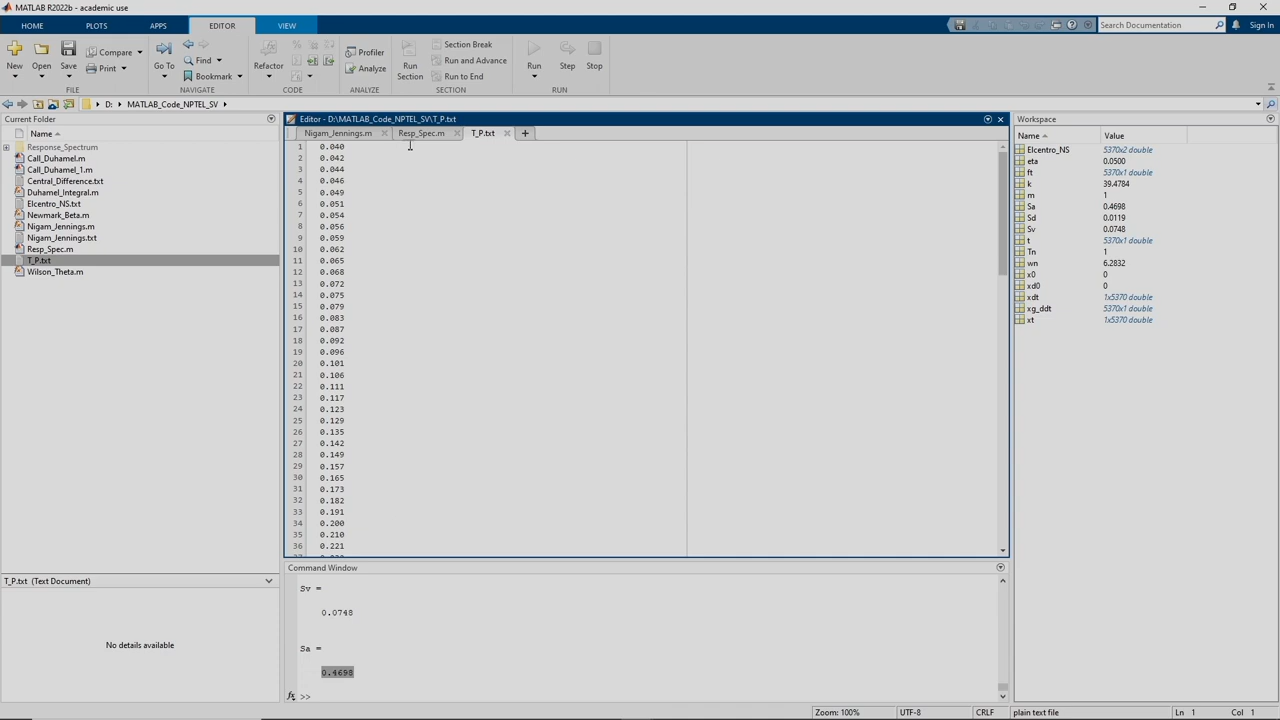 MATLAB R2022b - academic use
HOME PLOTS APPS EDITOR VIEW
Search Documentation
Sign In
New
Open
Save
Compare
Print
Go To
Find
Bookmark
Refactor
Profiler
Analyze
Run Section
Section Break
Run and Advance
Run to End
Run
Step
Stop
FILE NAVIGATE CODE ANALYZE SECTION RUN
D: MATLAB_Code_NPTEL_SV
Current Folder
Name
Response_Spectrum
Call_Duhamel.m
Call_Duhamel_1.m
Central_Difference.txt
Duhamel_Integral.m
Elcentro_NS.txt
Newmark_Beta.m
Nigam_Jennings.m
Nigam_Jennings.txt
Resp_Spec.m
T_P.txt
Wilson_Theta.m
T_P.txt (Text Document)
No details available
Editor - D:\MATLAB_Code_NPTEL_SV\T_P.txt
Nigam_Jennings.m Resp_Spec.m T_P.txt
1 0.040
2 0.042
3 0.044
4 0.046
5 0.049
6 0.051
7 0.054
8 0.056
9 0.059
10 0.062
11 0.065
12 0.068
13 0.072
14 0.075
15 0.079
16 0.083
17 0.087
18 0.092
19 0.096
20 0.101
21 0.106
22 0.111
23 0.117
24 0.123
25 0.129
26 0.135
27 0.142
28 0.149
29 0.157
30 0.165
31 0.173
32 0.182
33 0.191
34 0.200
35 0.210
36 0.221
Command Window
Sv =
0.0748
Sa =
0.4698
fx >>
Workspace
Name Value
Elcentro_NS 5370x2 double
eta 0.0500
ft 5370x1 double
k 39.4784
m 1
Sa 0.4698
Sd 0.0119
Sv 0.0748
t 5370x1 double
Tn 1
wn 6.2832
x0 0
xd0 0
xdt 1x5370 double
xg_ddt 5370x1 double
xt 1x5370 double
Zoom: 100% UTF-8 CRLF plain text file Ln 1 Col 1